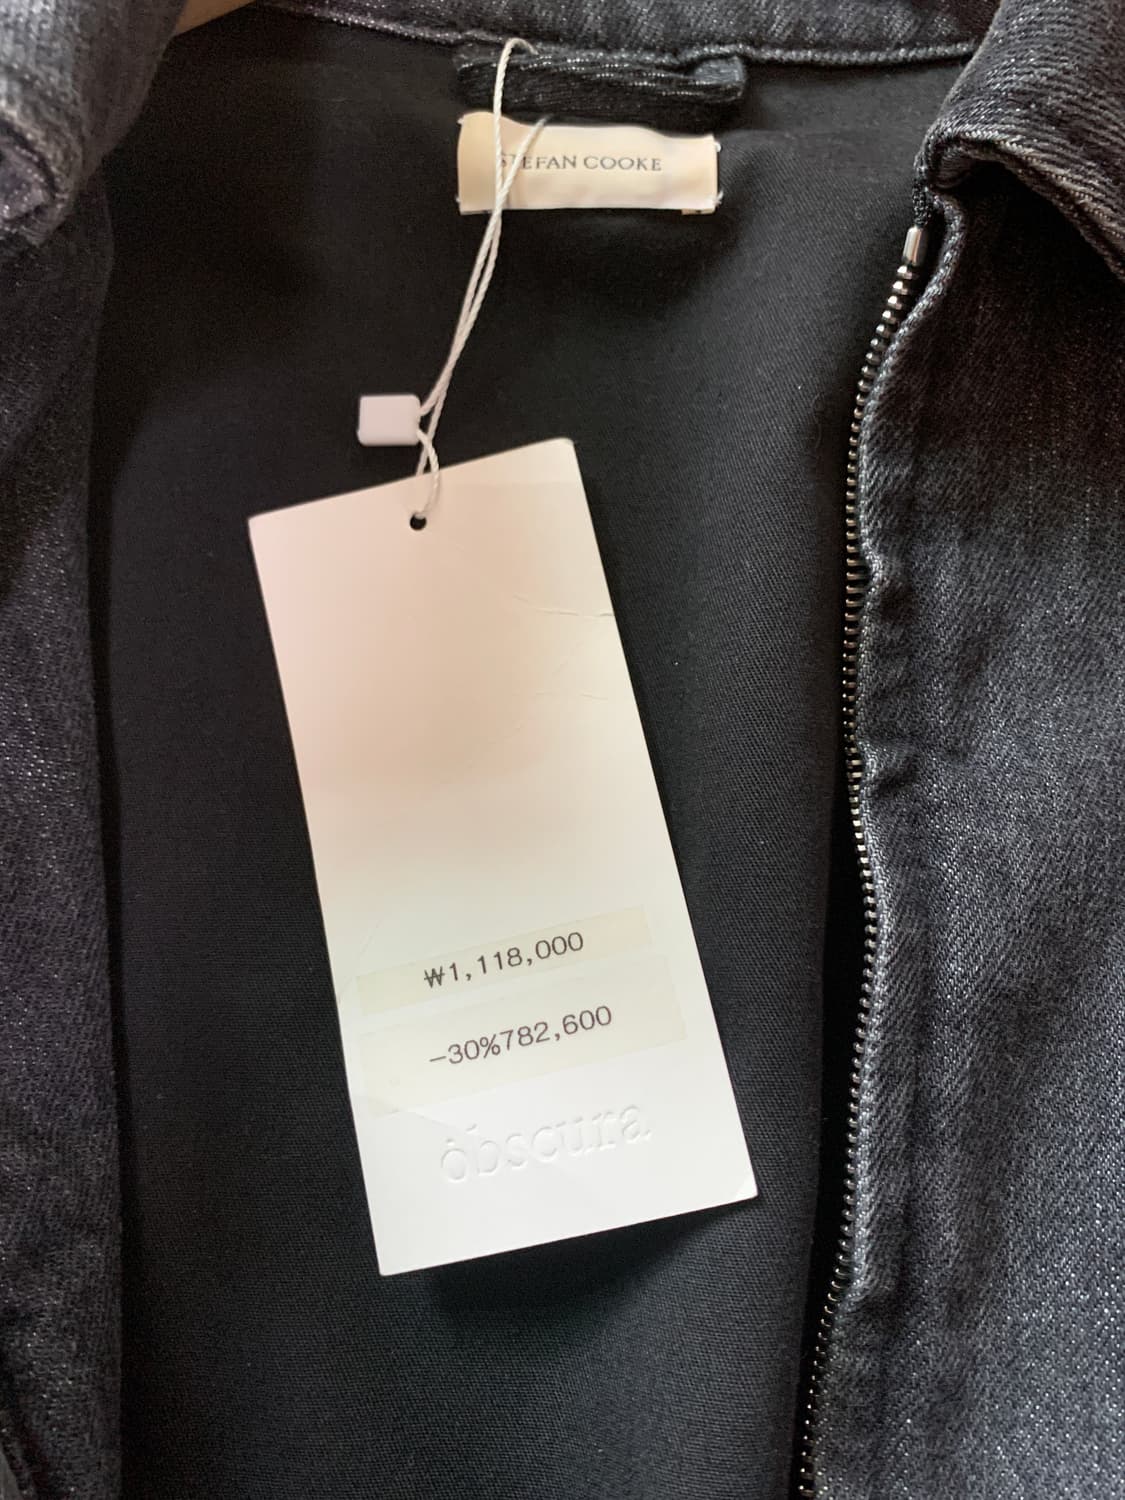 STEFAN COOKE
₩1,118,000
-30%782,600
obscura